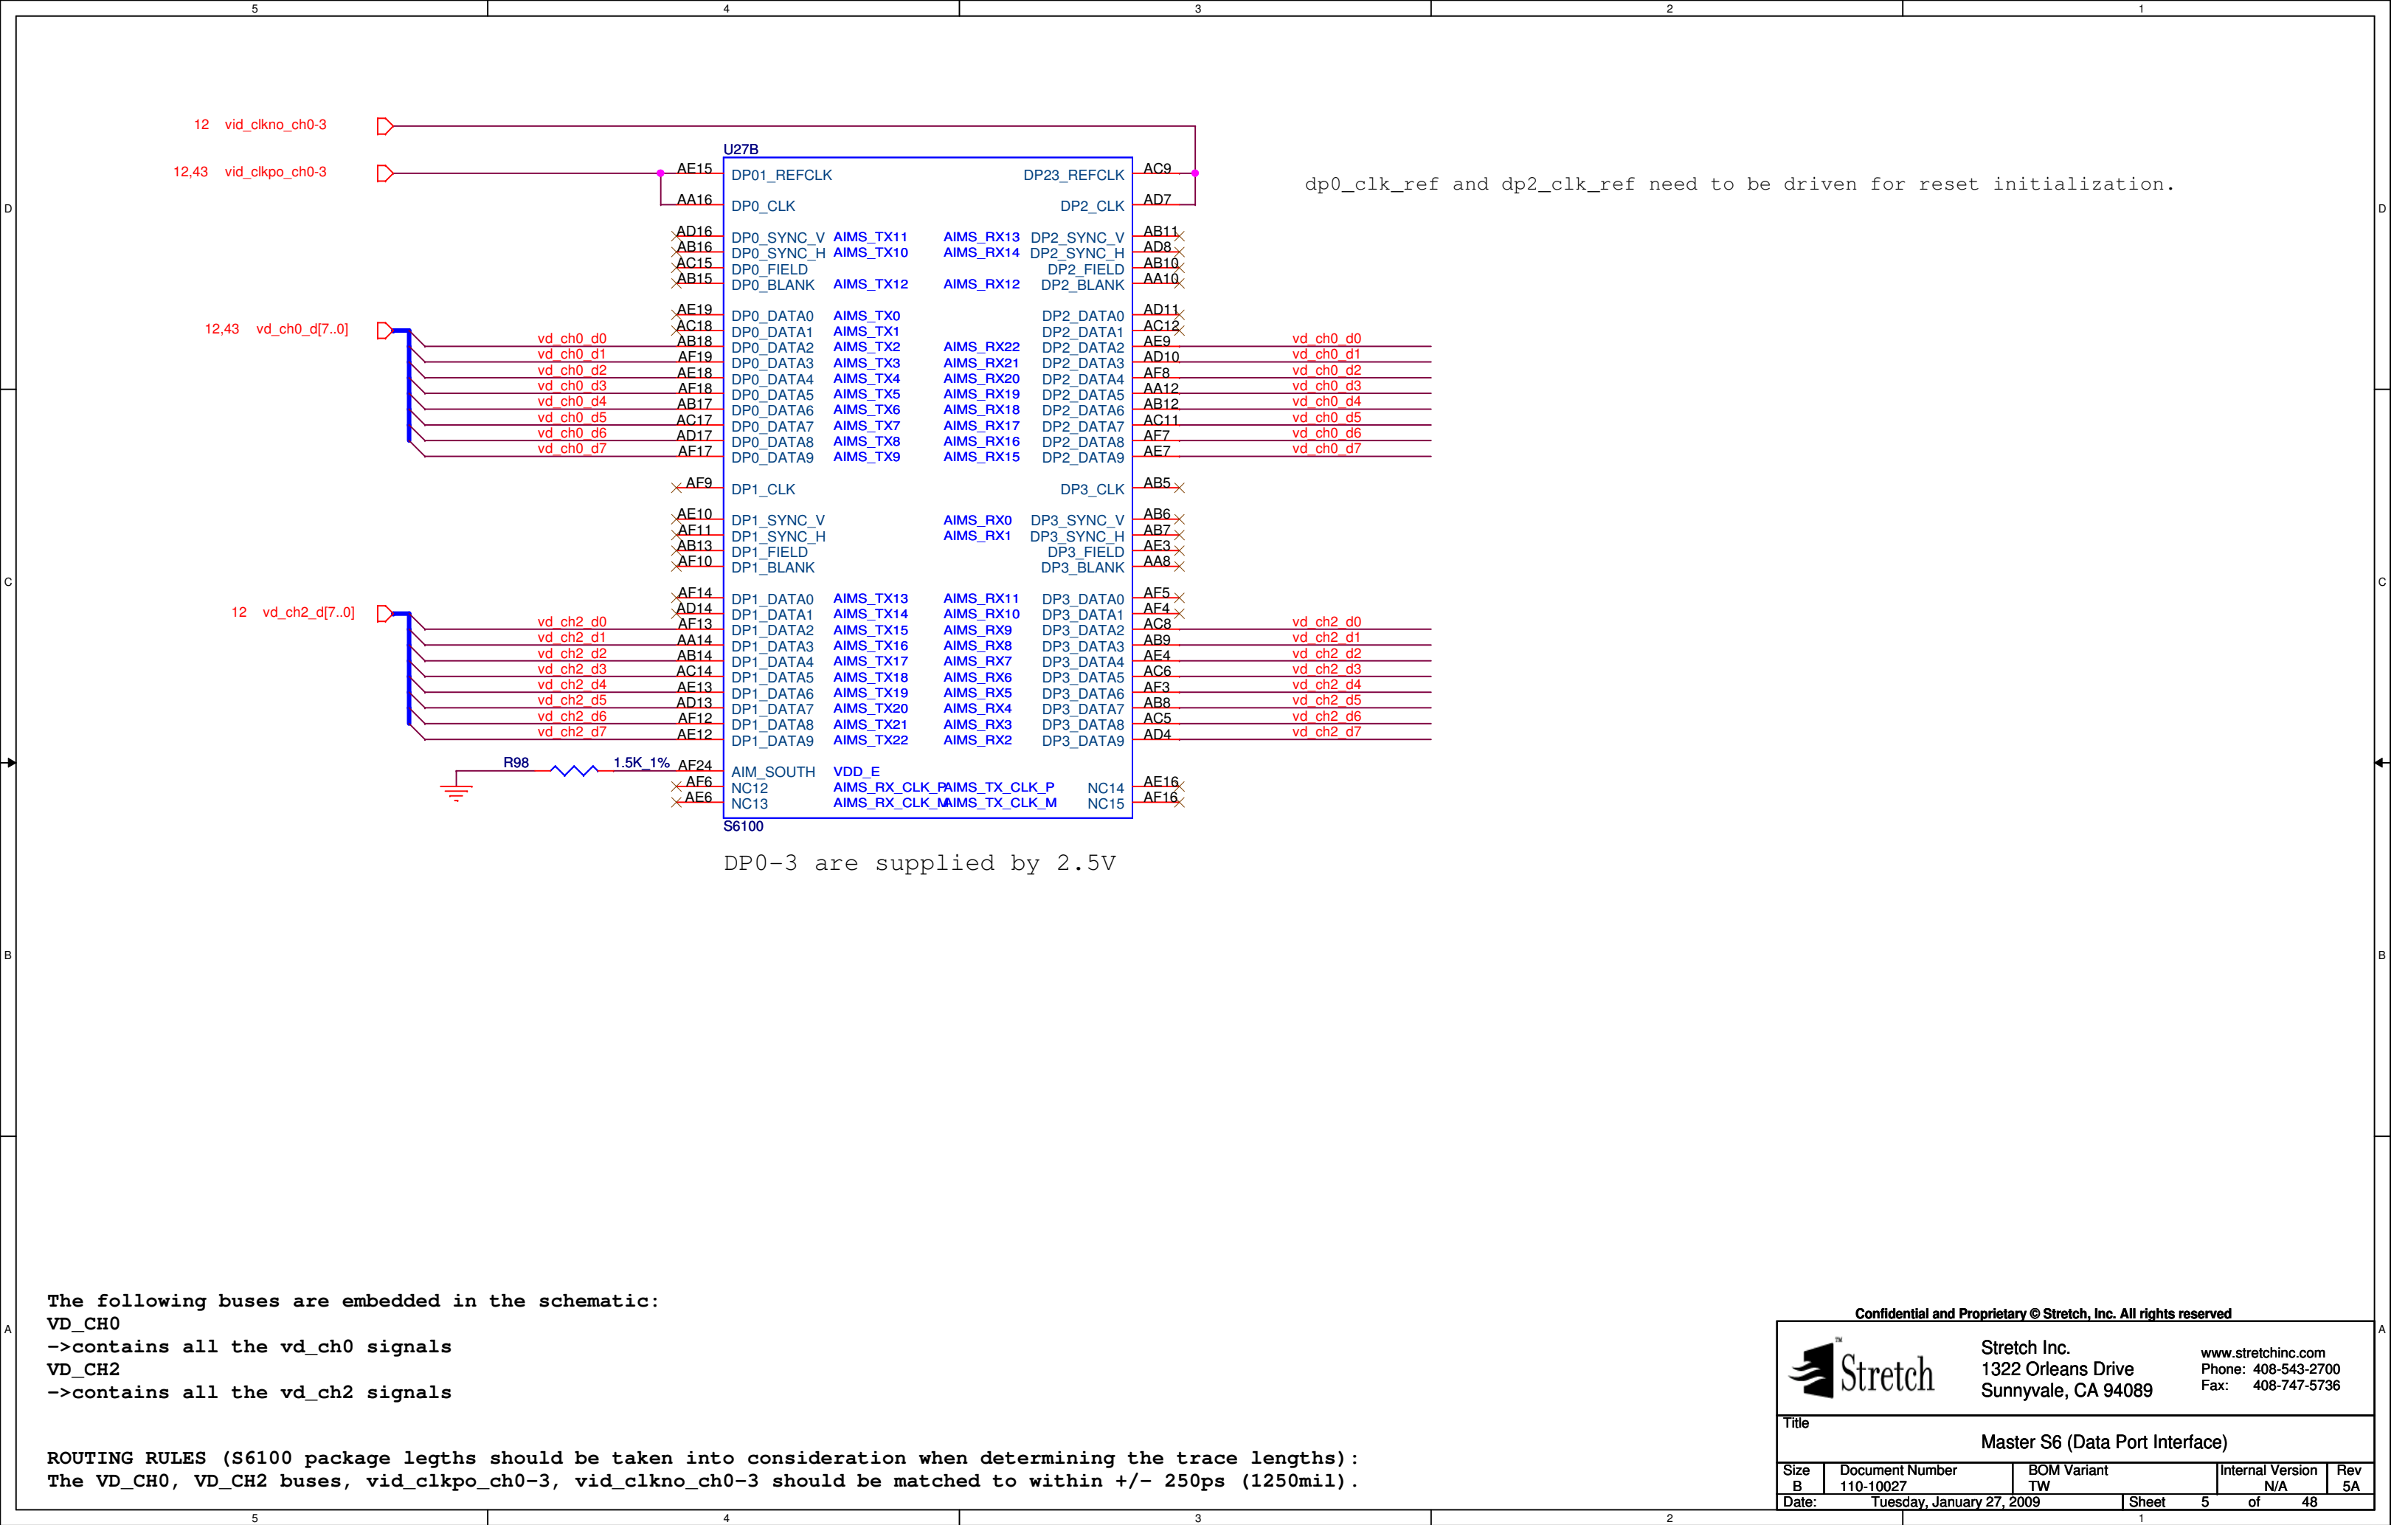 5 4 3 2 1
12 vid_clkno_ch0-3
12,43 vid_clkpo_ch0-3
U27B
AE15 DP01_REFCLK DP23_REFCLK AC9
dp0_clk_ref and dp2_clk_ref need to be driven for reset initialization.
AA16 DP0_CLK DP2_CLK AD7
D D
AD16 DP0_SYNC_V AIMS_TX11 AIMS_RX13 DP2_SYNC_V AB11
AB16 DP0_SYNC_H AIMS_TX10 AIMS_RX14 DP2_SYNC_H AD8
AC15 DP0_FIELD DP2_FIELD AB10
AB15 DP0_BLANK AIMS_TX12 AIMS_RX12 DP2_BLANK AA10
AE19 DP0_DATA0 AIMS_TX0 DP2_DATA0 AD11
AC18 DP0_DATA1 AIMS_TX1 DP2_DATA1 AC12
12,43 vd_ch0_d[7..0]
vd_ch0_d0 AB18 DP0_DATA2 AIMS_TX2 AIMS_RX22 DP2_DATA2 AE9 vd_ch0_d0
vd_ch0_d1 AF19 DP0_DATA3 AIMS_TX3 AIMS_RX21 DP2_DATA3 AD10 vd_ch0_d1
vd_ch0_d2 AE18 DP0_DATA4 AIMS_TX4 AIMS_RX20 DP2_DATA4 AF8 vd_ch0_d2
vd_ch0_d3 AF18 DP0_DATA5 AIMS_TX5 AIMS_RX19 DP2_DATA5 AA12 vd_ch0_d3
vd_ch0_d4 AB17 DP0_DATA6 AIMS_TX6 AIMS_RX18 DP2_DATA6 AB12 vd_ch0_d4
vd_ch0_d5 AC17 DP0_DATA7 AIMS_TX7 AIMS_RX17 DP2_DATA7 AC11 vd_ch0_d5
vd_ch0_d6 AD17 DP0_DATA8 AIMS_TX8 AIMS_RX16 DP2_DATA8 AF7 vd_ch0_d6
vd_ch0_d7 AF17 DP0_DATA9 AIMS_TX9 AIMS_RX15 DP2_DATA9 AE7 vd_ch0_d7
AF9 DP1_CLK DP3_CLK AB5
AE10 DP1_SYNC_V AIMS_RX0 DP3_SYNC_V AB6
AF11 DP1_SYNC_H AIMS_RX1 DP3_SYNC_H AB7
AB13 DP1_FIELD DP3_FIELD AE3
AF10 DP1_BLANK DP3_BLANK AA8
C C
AF14 DP1_DATA0 AIMS_TX13 AIMS_RX11 DP3_DATA0 AF5
AD14 DP1_DATA1 AIMS_TX14 AIMS_RX10 DP3_DATA1 AF4
12 vd_ch2_d[7..0]
vd_ch2_d0 AF13 DP1_DATA2 AIMS_TX15 AIMS_RX9 DP3_DATA2 AC8 vd_ch2_d0
vd_ch2_d1 AA14 DP1_DATA3 AIMS_TX16 AIMS_RX8 DP3_DATA3 AB9 vd_ch2_d1
vd_ch2_d2 AB14 DP1_DATA4 AIMS_TX17 AIMS_RX7 DP3_DATA4 AE4 vd_ch2_d2
vd_ch2_d3 AC14 DP1_DATA5 AIMS_TX18 AIMS_RX6 DP3_DATA5 AC6 vd_ch2_d3
vd_ch2_d4 AE13 DP1_DATA6 AIMS_TX19 AIMS_RX5 DP3_DATA6 AF3 vd_ch2_d4
vd_ch2_d5 AD13 DP1_DATA7 AIMS_TX20 AIMS_RX4 DP3_DATA7 AB8 vd_ch2_d5
vd_ch2_d6 AF12 DP1_DATA8 AIMS_TX21 AIMS_RX3 DP3_DATA8 AC5 vd_ch2_d6
vd_ch2_d7 AE12 DP1_DATA9 AIMS_TX22 AIMS_RX2 DP3_DATA9 AD4 vd_ch2_d7
R98 1.5K_1% AF24 AIM_SOUTH VDD_E
AF6 NC12 AIMS_RX_CLK_P AIMS_TX_CLK_P NC14 AE16
AE6 NC13 AIMS_RX_CLK_M AIMS_TX_CLK_M NC15 AF16
S6100
DP0-3 are supplied by 2.5V
B B
The following buses are embedded in the schematic:
VD_CH0
->contains all the vd_ch0 signals
VD_CH2
->contains all the vd_ch2 signals
A A
ROUTING RULES (S6100 package legths should be taken into consideration when determining the trace lengths):
The VD_CH0, VD_CH2 buses, vid_clkpo_ch0-3, vid_clkno_ch0-3 should be matched to within +/- 250ps (1250mil).
Confidential and Proprietary © Stretch, Inc. All rights reserved
Stretch ™
Stretch Inc.
1322 Orleans Drive
Sunnyvale, CA 94089
www.stretchinc.com
Phone: 408-543-2700
Fax: 408-747-5736
Title
Master S6 (Data Port Interface)
Size Document Number BOM Variant Internal Version Rev
B 110-10027 TW N/A 5A
Date: Tuesday, January 27, 2009 Sheet 5 of 48
5 4 3 2 1